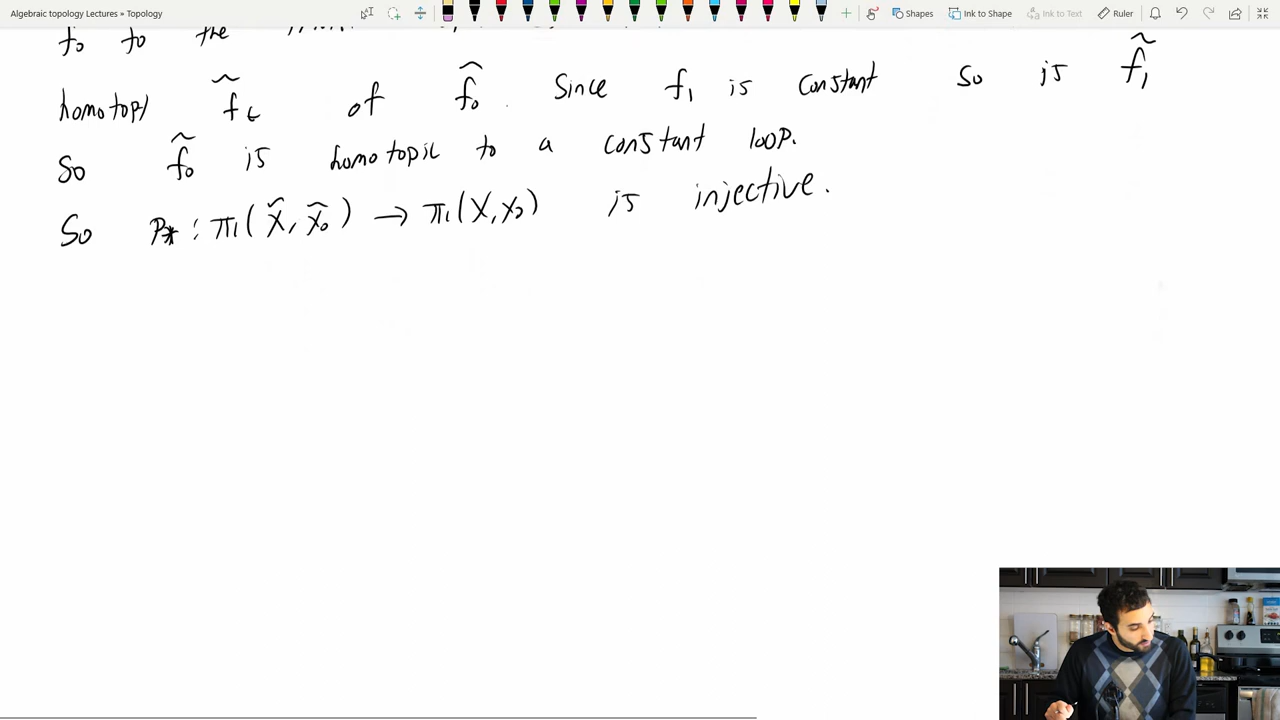 Algebraic topology Lectures - Topology
Shapes Ink to Shape Ink to Text Ruler
f₀ to the
homotopy f̃ₜ of f̃₀. Since f₁ is constant so is f̃₁
So f̃₀ is homotopic to a constant loop.
So p⁎ : π₁(X̃, x̃₀) → π₁(X, x₀) is injective.